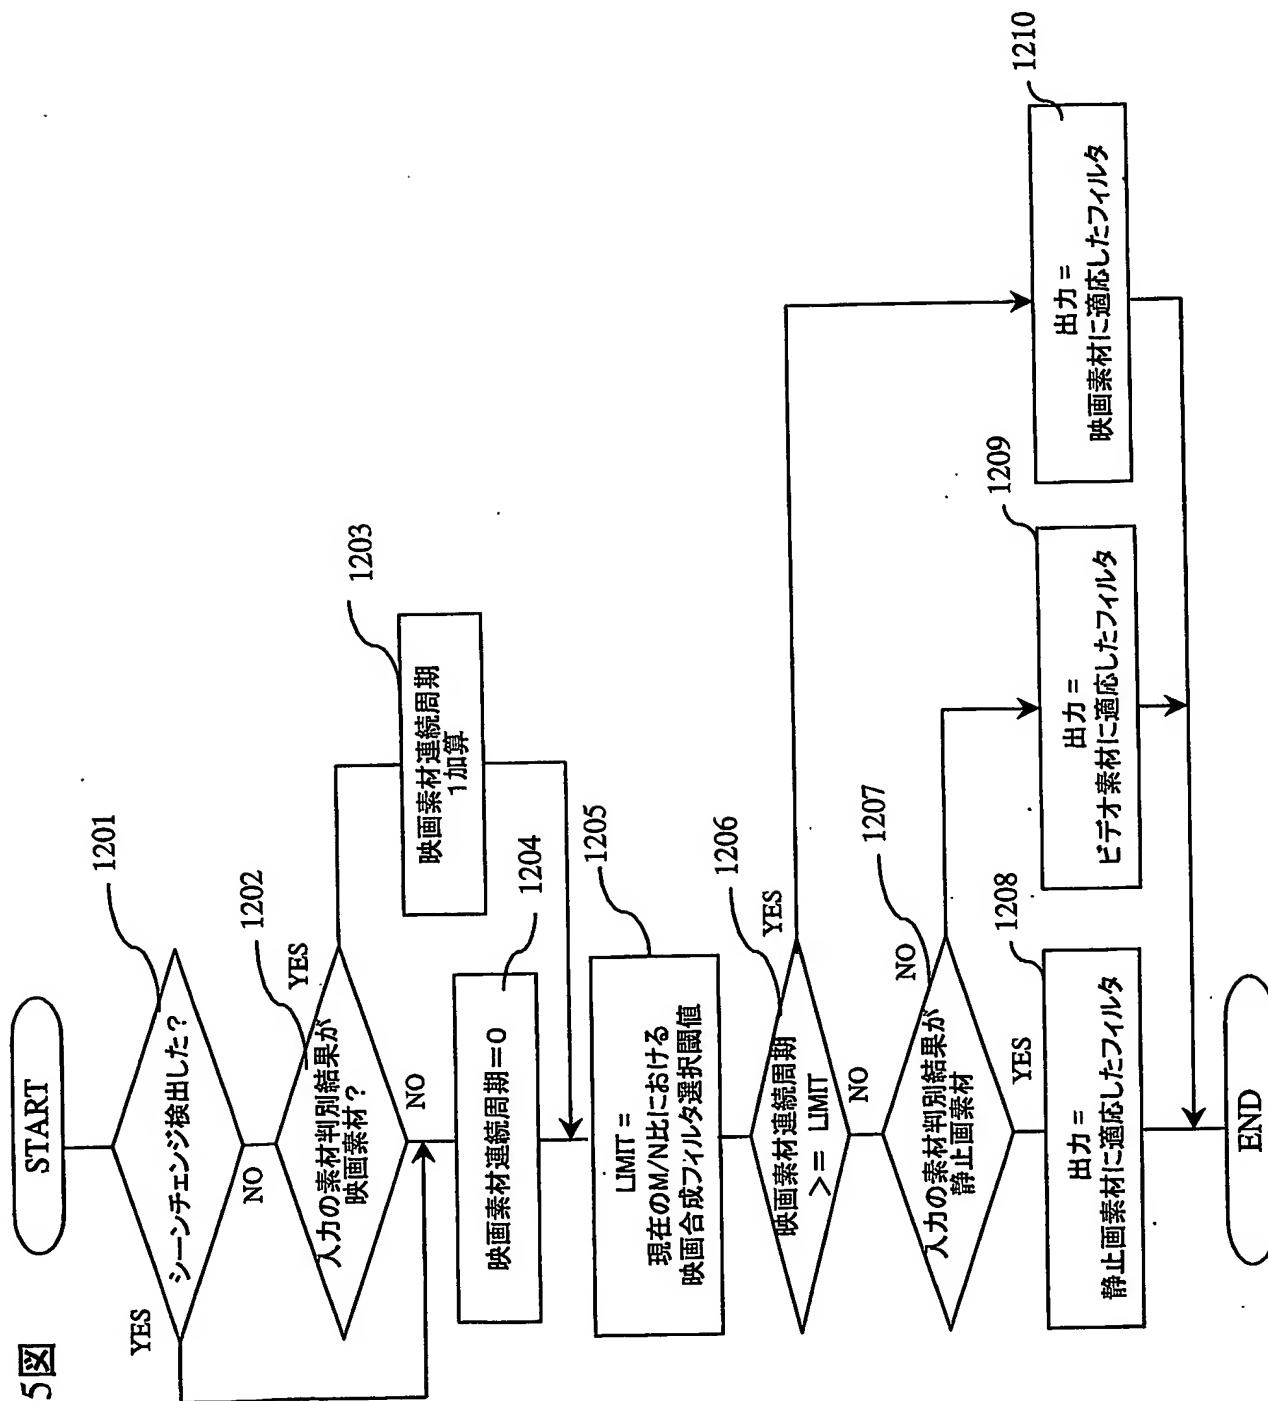 5図
START
シーンチェンジ検出した?
1201
YES
NO
入力の素材判別結果が
映画素材?
1202
YES
NO
映画素材連続周期
1加算
1203
映画素材連続周期=0
1204
LIMIT =
現在のM/N比における
映画合成フィルタ選択閾値
1205
映画素材連続周期
>= LIMIT
1206
YES
NO
入力の素材判別結果が
静止画素材
1207
NO
YES
出力=
静止画素材に適応したフィルタ
1208
出力=
ビデオ素材に適応したフィルタ
1209
出力=
映画素材に適応したフィルタ
1210
END